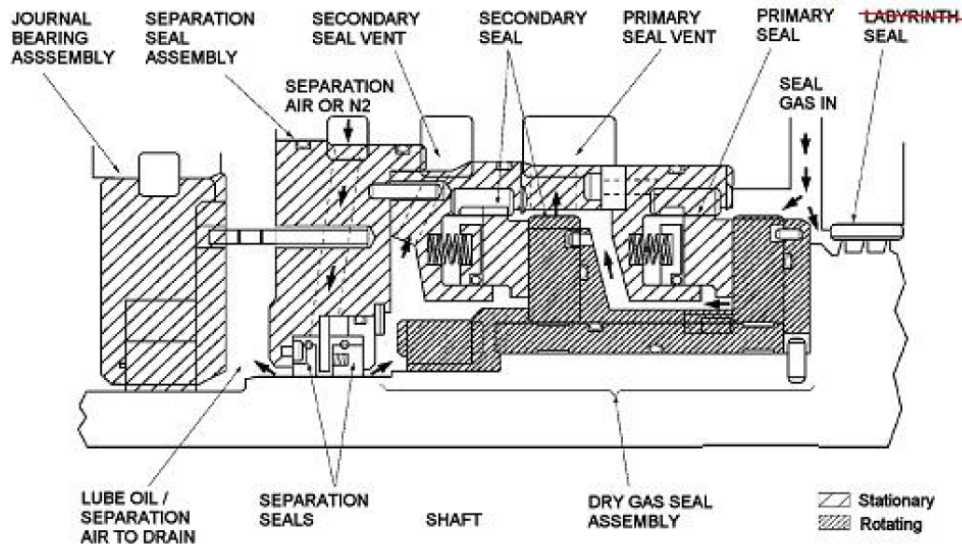 JOURNAL
BEARING
ASSSEMBLY
SEPARATION
SEAL
ASSEMBLY
SECONDARY
SEAL VENT
SECONDARY
SEAL
PRIMARY
SEAL VENT
PRIMARY
SEAL
LABYRINTH
SEAL
SEPARATION
AIR OR N2
SEAL
GAS IN
LUBE OIL /
SEPARATION
AIR TO DRAIN
SEPARATION
SEALS
SHAFT
DRY GAS SEAL
ASSEMBLY
Stationary
Rotating